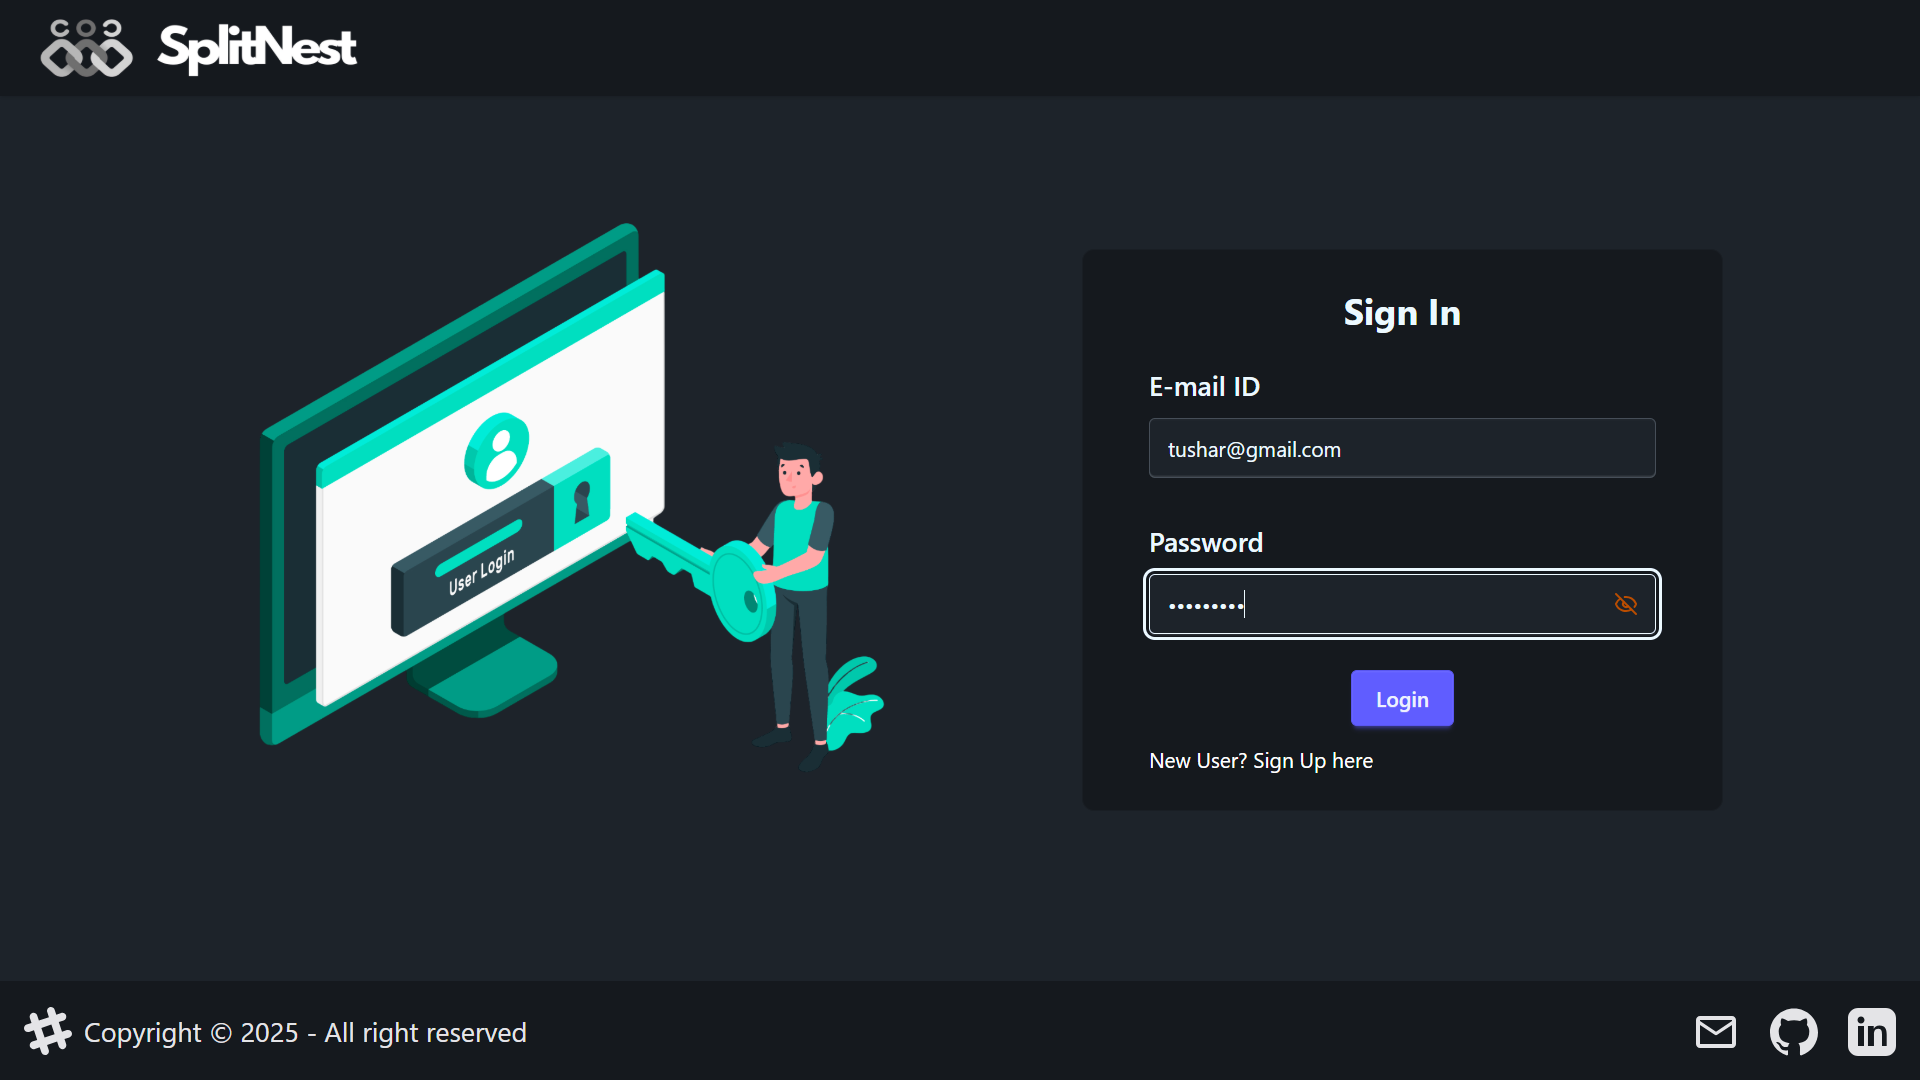 SplitNest
User Login
Sign In
E-mail ID
tushar@gmail.com
Password
•••••••••
Login
New User? Sign Up here
Copyright © 2025 - All right reserved
in